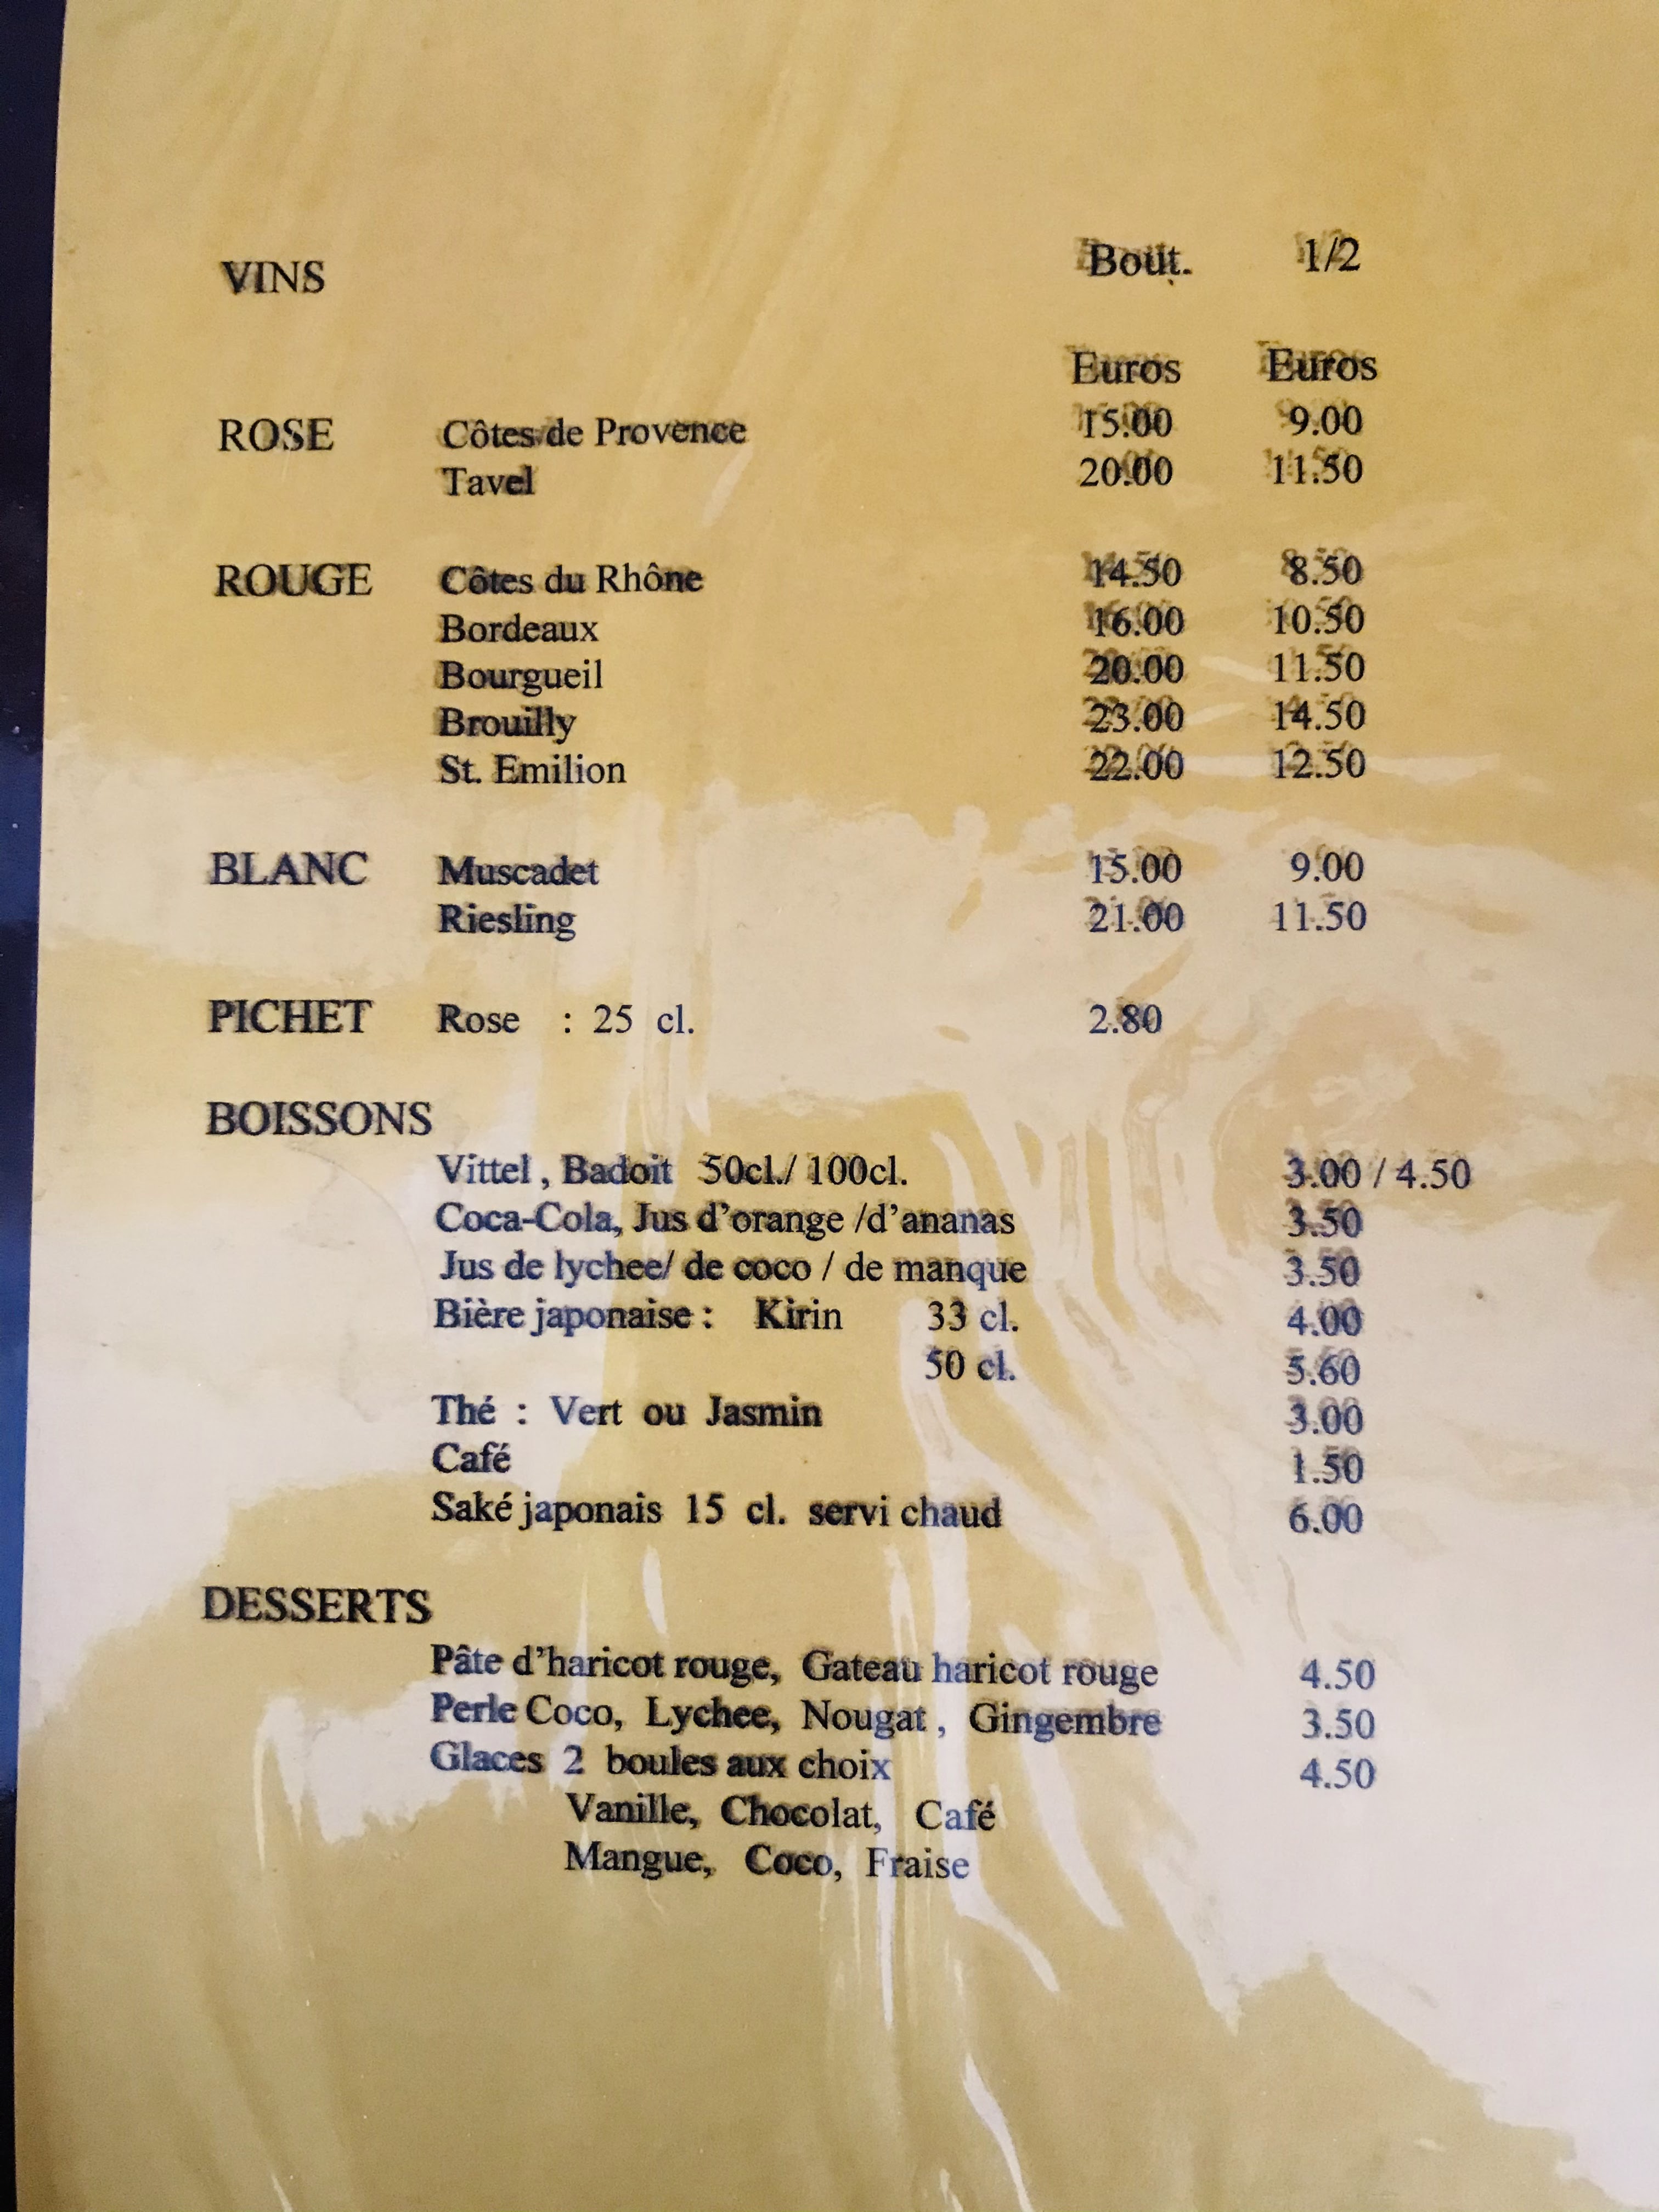 VINS Bout. 1/2
Euros Euros
ROSE Côtes de Provence 15.00 9.00
Tavel 20.00 11.50
ROUGE Côtes du Rhône 14.50 8.50
Bordeaux 16.00 10.50
Bourgueil 20.00 11.50
Brouilly 23.00 14.50
St. Emilion 22.00 12.50
BLANC Muscadet 15.00 9.00
Riesling 21.00 11.50
PICHET Rose : 25 cl. 2.80
BOISSONS
Vittel , Badoit 50cl./ 100cl. 3.00 / 4.50
Coca-Cola, Jus d'orange /d'ananas 3.50
Jus de lychee/ de coco / de manque 3.50
Bière japonaise : Kirin 33 cl. 4.00
50 cl. 5.60
Thé : Vert ou Jasmin 3.00
Café 1.50
Saké japonais 15 cl. servi chaud 6.00
DESSERTS
Pâte d'haricot rouge, Gateau haricot rouge 4.50
Perle Coco, Lychee, Nougat , Gingembre 3.50
Glaces 2 boules aux choix 4.50
Vanille, Chocolat, Café
Mangue, Coco, Fraise